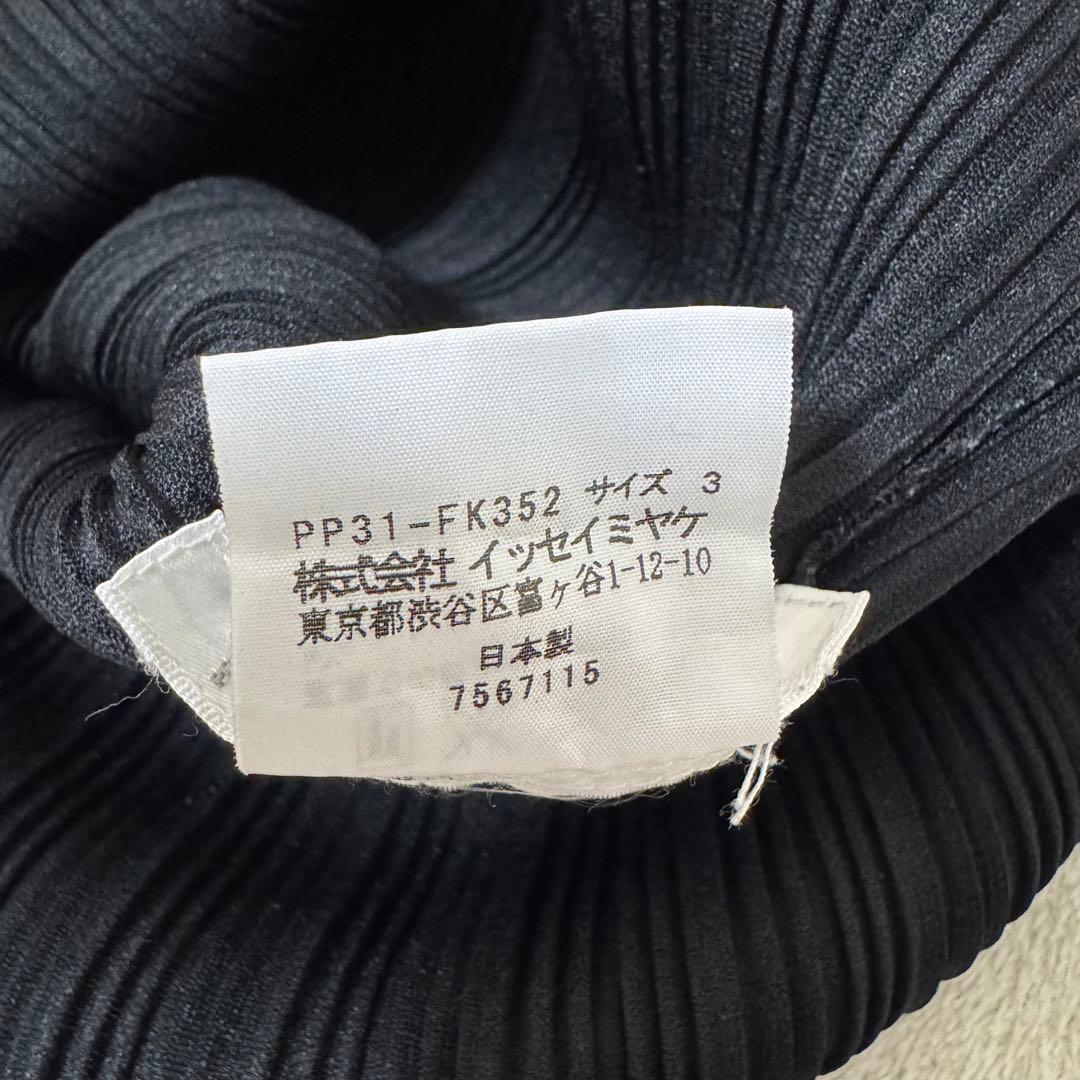 PP31-FK352 サイズ 3
株式会社 イッセイミヤケ
東京都渋谷区富ヶ谷1-12-10
日本製
7567115